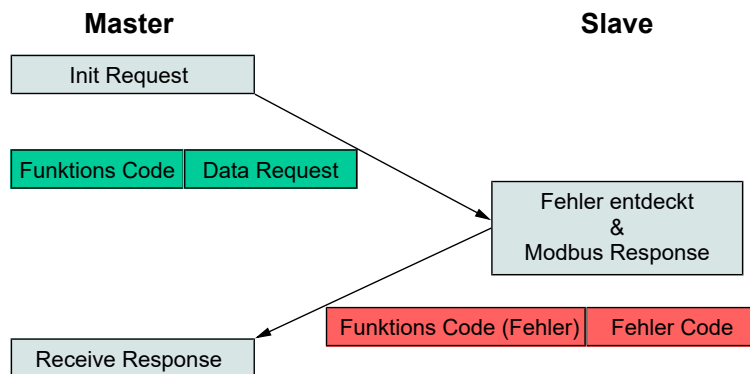 Master
Slave
Init Request
Funktions Code
Data Request
Fehler entdeckt
&
Modbus Response
Funktions Code (Fehler)
Fehler Code
Receive Response